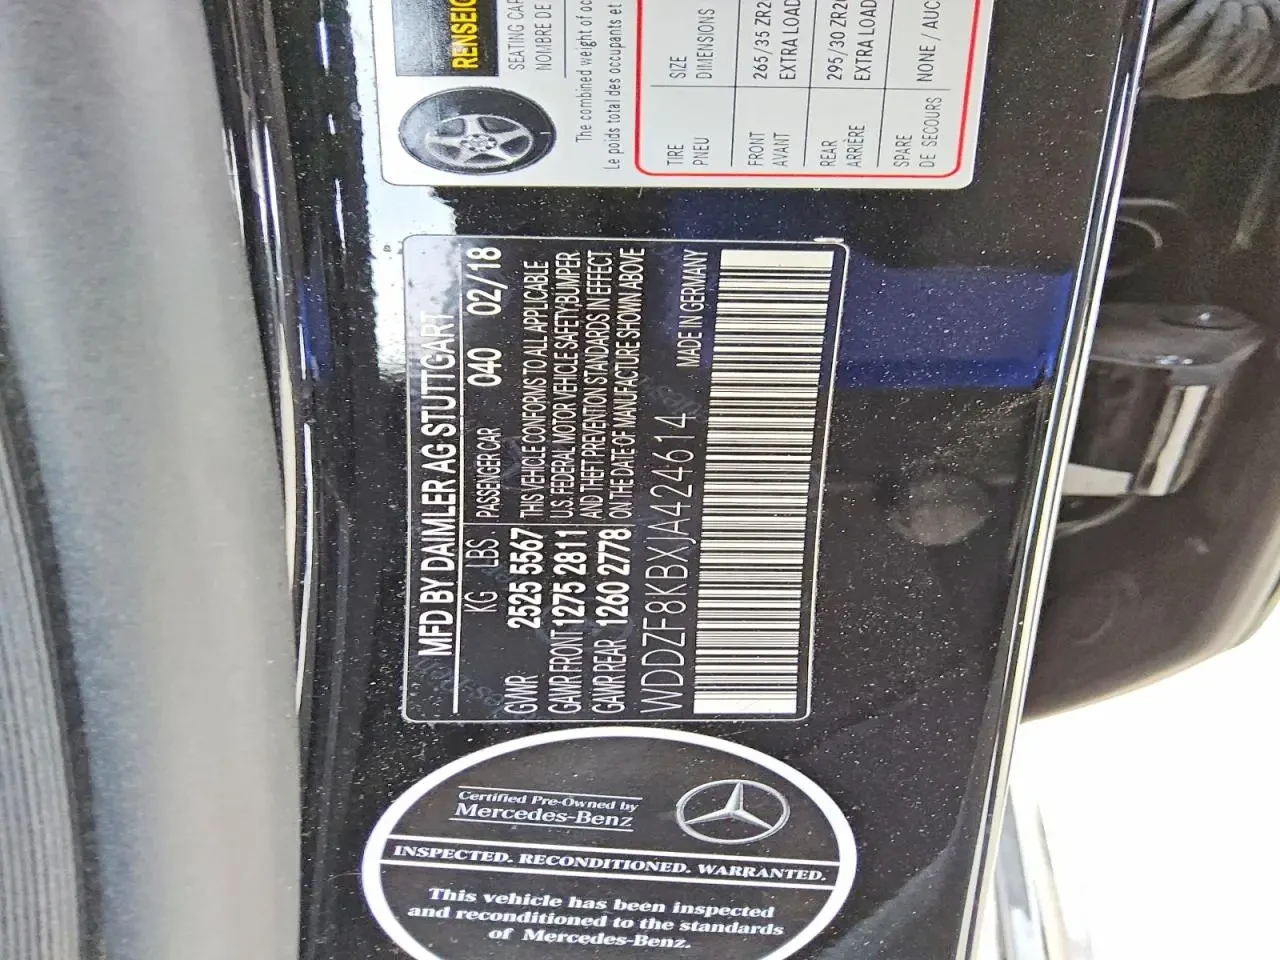 RENSEIG
SEATING CAP
NOMBRE DE
The combined weight of oc
Le poids total des occupants et
TIRE SIZE
PNEU DIMENSIONS
FRONT 265/35 ZR2
AVANT EXTRA LOAD
REAR 295/30 ZR2
ARRIÈRE EXTRA LOAD
SPARE NONE / AUC
DE SECOURS
MFD BY DAIMLER AG STUTTGART
KG LBS PASSENGER CAR 040 02/18
GVWR 2525 5567 THIS VEHICLE CONFORMS TO ALL APPLICABLE
GAWR FRONT 1275 2811 U.S. FEDERAL MOTOR VEHICLE SAFETY,BUMPER
GAWR REAR 1260 2778 AND THEFT PREVENTION STANDARDS IN EFFECT
ON THE DATE OF MANUFACTURE SHOWN ABOVE
WDDZF8KBXJA424614 MADE IN GERMANY
Certified Pre-Owned by
Mercedes-Benz
INSPECTED. RECONDITIONED. WARRANTED.
This vehicle has been inspected
and reconditioned to the standards
of Mercedes-Benz.